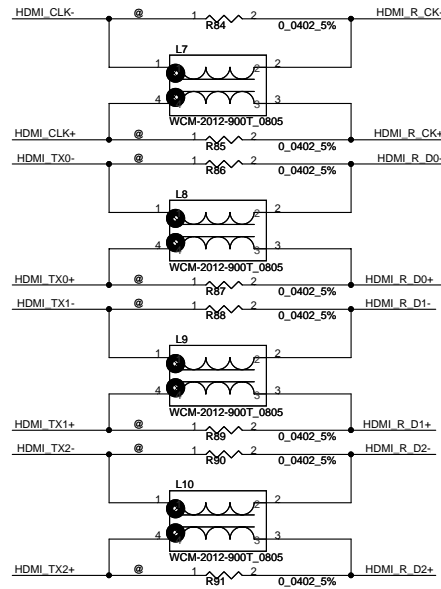 HDMI_CLK- @ 1 R84 2 0_0402_5% HDMI_R_CK-
L7
1 2 2
4 3 3
WCM-2012-900T_0805
HDMI_CLK+ @ 1 R85 2 0_0402_5% HDMI_R_CK+
HDMI_TX0- @ 1 R86 2 0_0402_5% HDMI_R_D0-
L8
1 2 2
4 3 3
WCM-2012-900T_0805
HDMI_TX0+ @ 1 R87 2 0_0402_5% HDMI_R_D0+
HDMI_TX1- @ 1 R88 2 0_0402_5% HDMI_R_D1-
L9
1 2 2
4 3 3
WCM-2012-900T_0805
HDMI_TX1+ @ 1 R89 2 0_0402_5% HDMI_R_D1+
HDMI_TX2- @ 1 R90 2 0_0402_5% HDMI_R_D2-
L10
1 2 2
4 3 3
WCM-2012-900T_0805
HDMI_TX2+ @ 1 R91 2 0_0402_5% HDMI_R_D2+